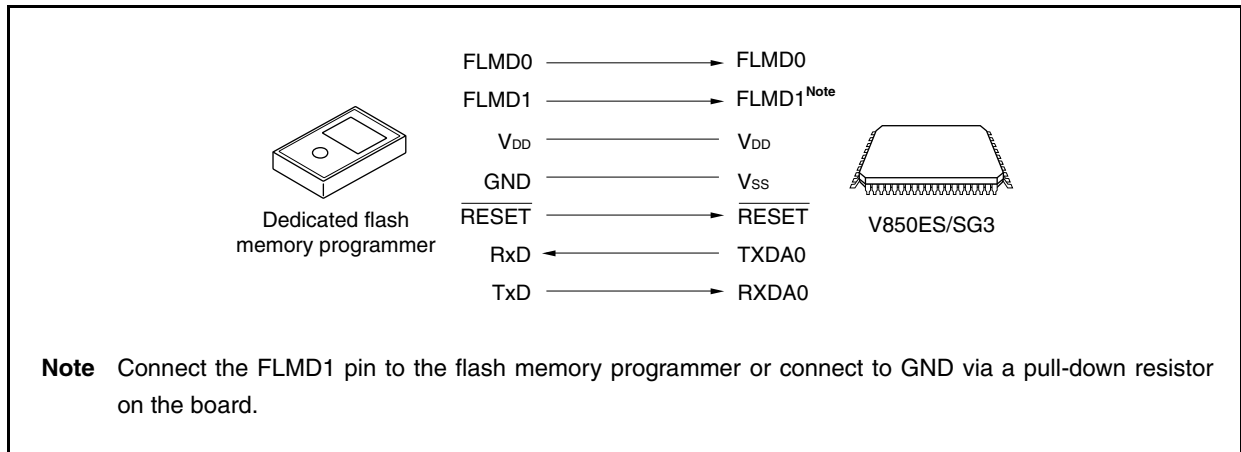 FLMD0 FLMD0
FLMD1 FLMD1Note
VDD VDD
GND VSS
RESET RESET
RxD TXDA0
TxD RXDA0
Dedicated flash
memory programmer
V850ES/SG3
Note Connect the FLMD1 pin to the flash memory programmer or connect to GND via a pull-down resistor
on the board.